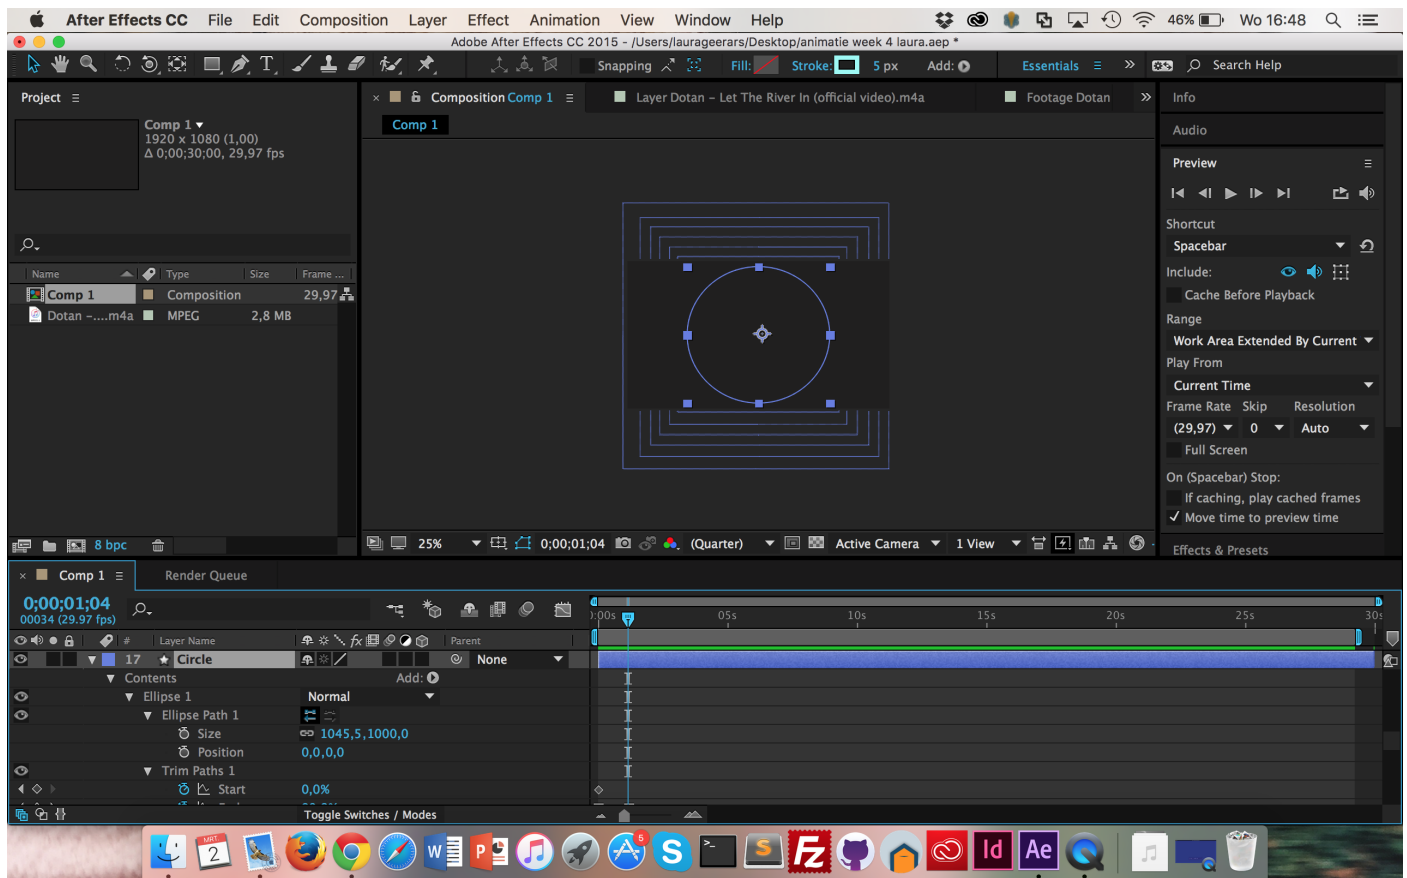 After Effects CC File Edit Composition Layer Effect Animation View Window Help 46% Wo 16:48
Adobe After Effects CC 2015 - /Users/laurageerars/Desktop/animatie week 4 laura.aep *
T Snapping Fill: Stroke: 5 px Add: Essentials Search Help
Project
Comp 1
1920 x 1080 (1,00)
Δ 0;00;30;00, 29,97 fps
Name Type Size Frame ...
Comp 1 Composition 29,97
Dotan -....m4a MPEG 2,8 MB
8 bpc
Composition Comp 1 Layer Dotan - Let The River In (official video).m4a Footage Dotan
Comp 1
25% 0;00;01;04 (Quarter) Active Camera 1 View
Info
Audio
Preview
Shortcut
Spacebar
Include:
Cache Before Playback
Range
Work Area Extended By Current
Play From
Current Time
Frame Rate Skip Resolution
(29,97) 0 Auto
Full Screen
On (Spacebar) Stop:
If caching, play cached frames
Move time to preview time
Effects & Presets
Comp 1 Render Queue
0;00;01;04
00034 (29.97 fps)
):00s 05s 10s 15s 20s 25s 30s
# Layer Name fx Parent
17 Circle None
Contents Add:
Ellipse 1 Normal
Ellipse Path 1
Size 1045,5,1000,0
Position 0,0,0,0
Trim Paths 1
Start 0,0%
Toggle Switches / Modes
MRT.
2
W P 5 S >_ S Fz Id Ae